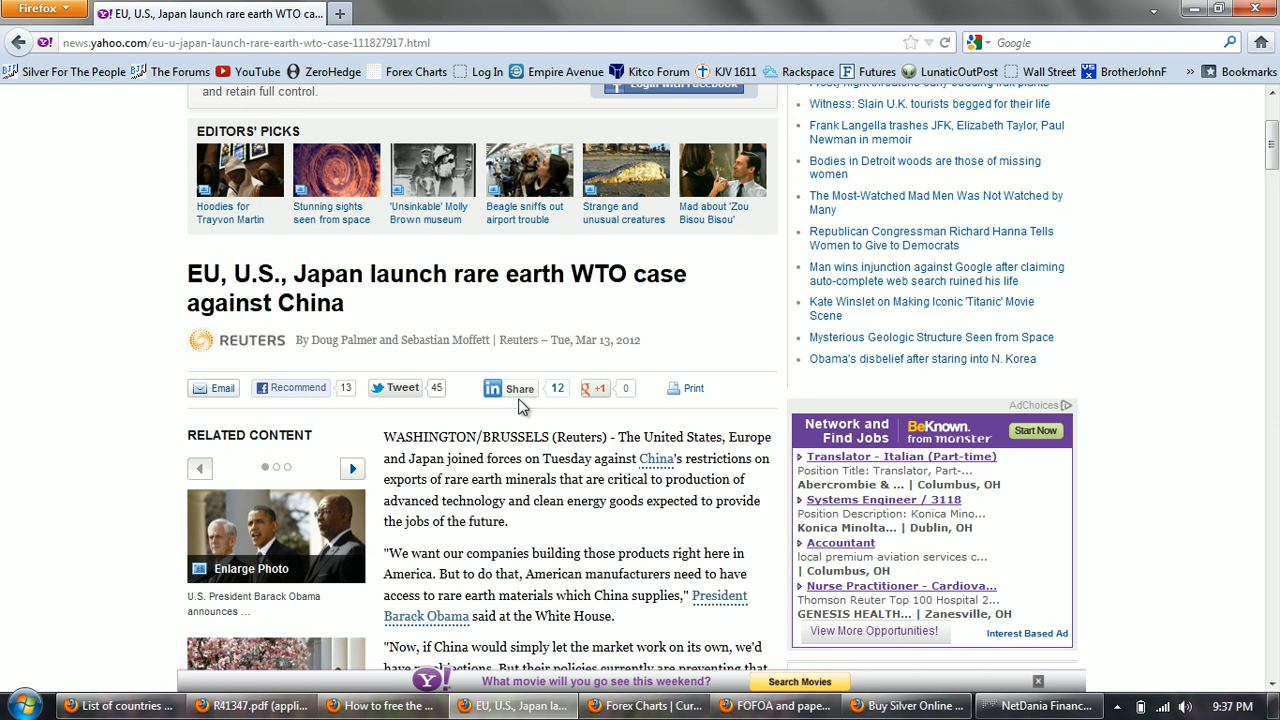 Firefox
EU, U.S., Japan launch rare earth WTO ca...
news.yahoo.com/eu-u-japan-launch-rare-earth-wto-case-111827917.html
Google
Silver For The People
The Forums
YouTube
ZeroHedge
Forex Charts
Log In
Empire Avenue
Kitco Forum
KJV 1611
Rackspace
Futures
LunaticOutPost
Wall Street
BrotherJohnF
»
Bookmarks
and retain full control.
Login with Facebook
EDITORS' PICKS
Hoodies for
Trayvon Martin
Stunning sights
seen from space
'Unsinkable' Molly
Brown museum
Beagle sniffs out
airport trouble
Strange and
unusual creatures
Mad about 'Zou
Bisou Bisou'
EU, U.S., Japan launch rare earth WTO case
against China
REUTERS
By Doug Palmer and Sebastian Moffett | Reuters – Tue, Mar 13, 2012
Email
Recommend
13
Tweet
45
Share
12
+1
0
Print
RELATED CONTENT
Enlarge Photo
U.S. President Barack Obama
announces ...
WASHINGTON/BRUSSELS (Reuters) - The United States, Europe
and Japan joined forces on Tuesday against China's restrictions on
exports of rare earth minerals that are critical to production of
advanced technology and clean energy goods expected to provide
the jobs of the future.
"We want our companies building those products right here in
America. But to do that, American manufacturers need to have
access to rare earth materials which China supplies," President
Barack Obama said at the White House.
"Now, if China would simply let the market work on its own, we'd
have no objections. But their policies currently are preventing that
Frosty night threatens early-budding fruit plants
Witness: Slain U.K. tourists begged for their life
Frank Langella trashes JFK, Elizabeth Taylor, Paul
Newman in memoir
Bodies in Detroit woods are those of missing
women
The Most-Watched Mad Men Was Not Watched by
Many
Republican Congressman Richard Hanna Tells
Women to Give to Democrats
Man wins injunction against Google after claiming
auto-complete web search ruined his life
Kate Winslet on Making Iconic 'Titanic' Movie
Scene
Mysterious Geologic Structure Seen from Space
Obama's disbelief after staring into N. Korea
AdChoices
Network and
Find Jobs
BeKnown.
from monster
Start Now
Translator - Italian (Part-time)
Position Title: Translator, Part-...
Abercrombie & ... | Columbus, OH
Systems Engineer / 3118
Position Description: Konica Mino...
Konica Minolta... | Dublin, OH
Accountant
local premium aviation services c...
| Columbus, OH
Nurse Practitioner - Cardiova...
Thomson Reuter Top 100 Hospital 2...
GENESIS HEALTH... | Zanesville, OH
View More Opportunities!
Interest Based Ad
Y!
What movie will you go see this weekend?
Search Movies
List of countries ...
R41347.pdf (appli...
How to free the ...
EU, U.S., Japan la...
Forex Charts | Cur...
FOFOA and pape...
Buy Silver Online ...
NetDania Financ...
9:37 PM